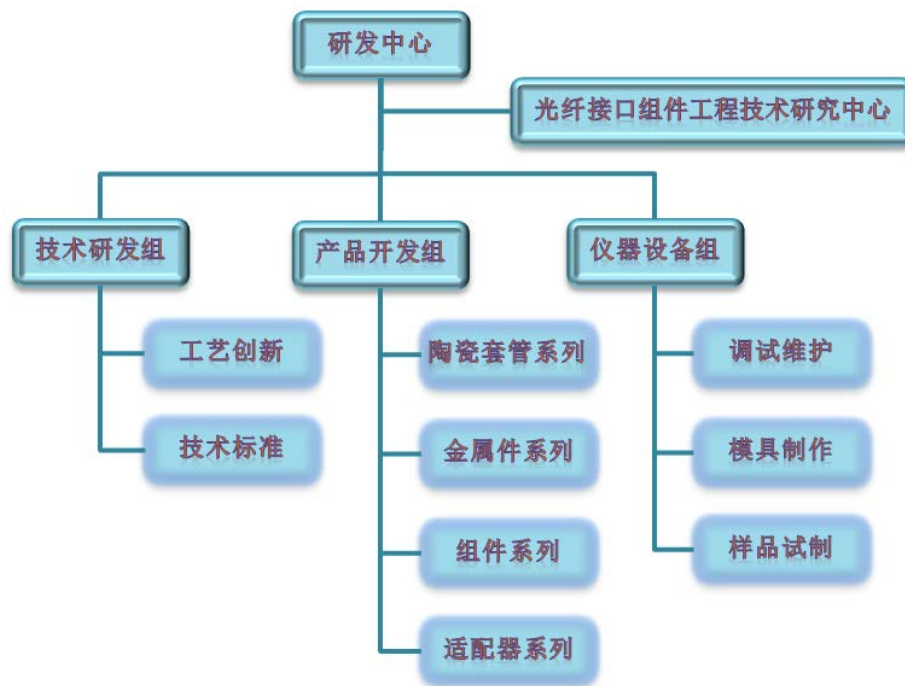 研发中心
光纤接口组件工程技术研究中心
技术研发组
产品开发组
仪器设备组
工艺创新
陶瓷套管系列
调试维护
技术标准
金属件系列
模具制作
组件系列
样品试制
适配器系列